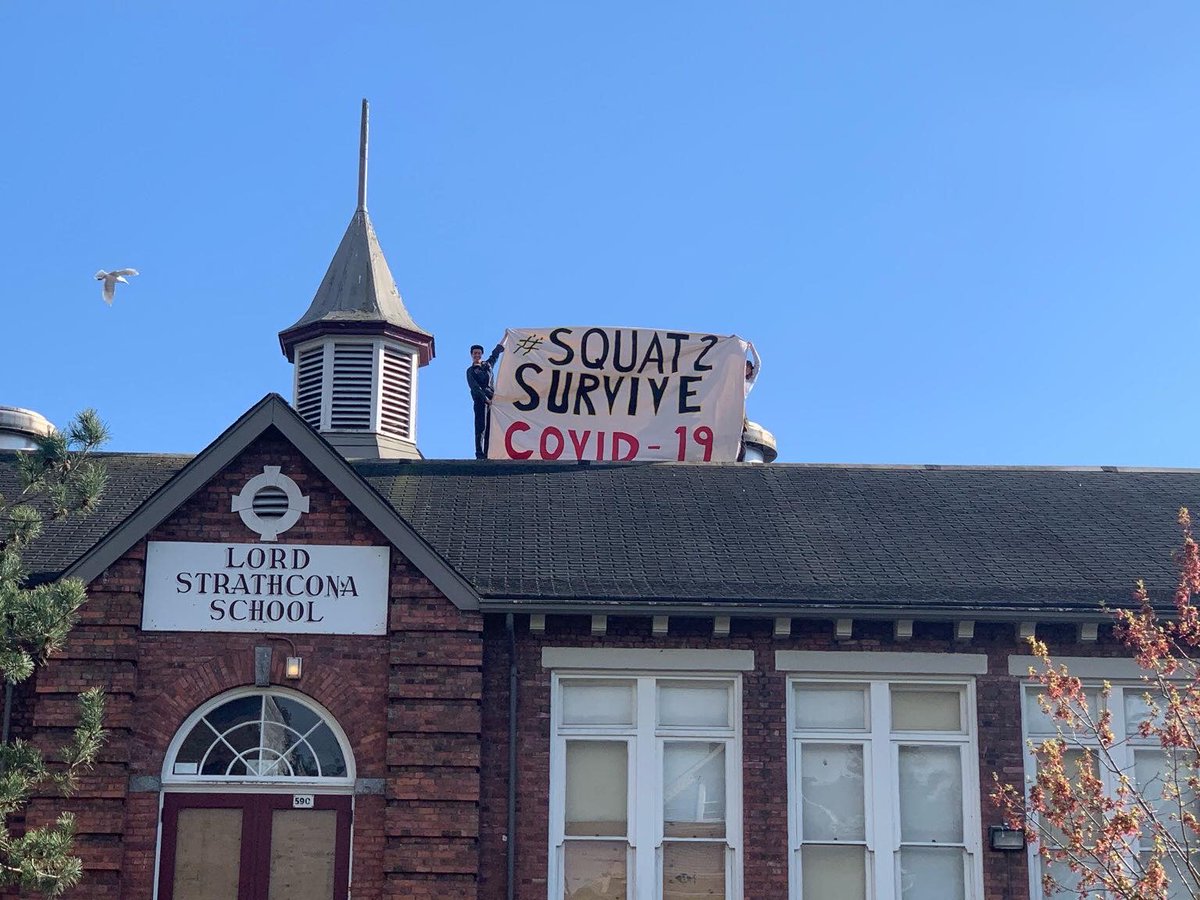 #SQUAT2
SURVIVE
COVID-19
LORD
STRATHCONA
SCHOOL
590